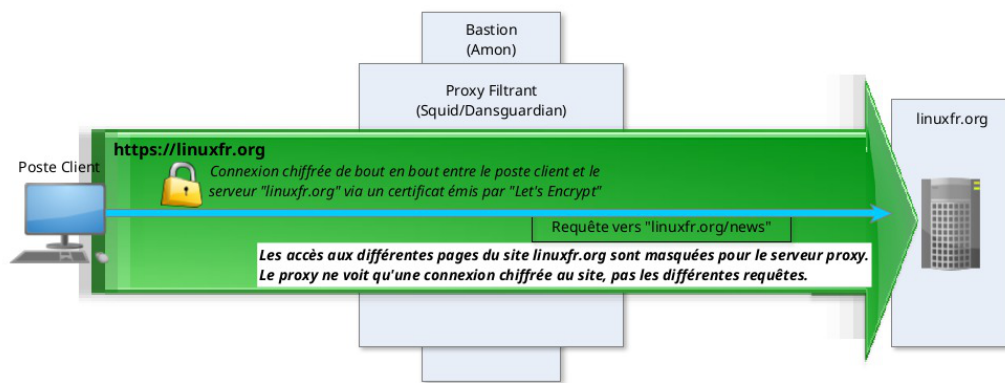 Bastion
(Amon)
Proxy Filtrant
(Squid/Dansguardian)
linuxfr.org
https://linuxfr.org
Poste Client
Connexion chiffrée de bout en bout entre le poste client et le
serveur "linuxfr.org" via un certificat émis par "Let's Encrypt"
Requête vers "linuxfr.org/news"
Les accès aux différentes pages du site linuxfr.org sont masquées pour le serveur proxy.
Le proxy ne voit qu'une connexion chiffrée au site, pas les différentes requêtes.